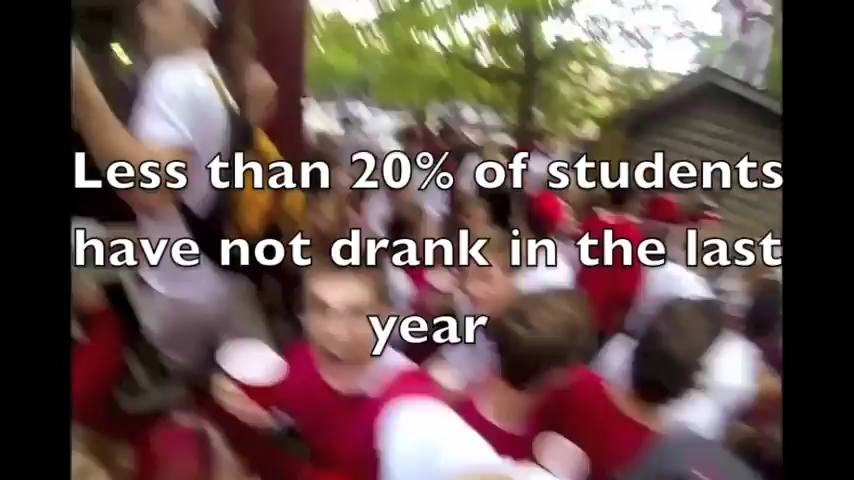 Less than 20% of students
have not drank in the last
year